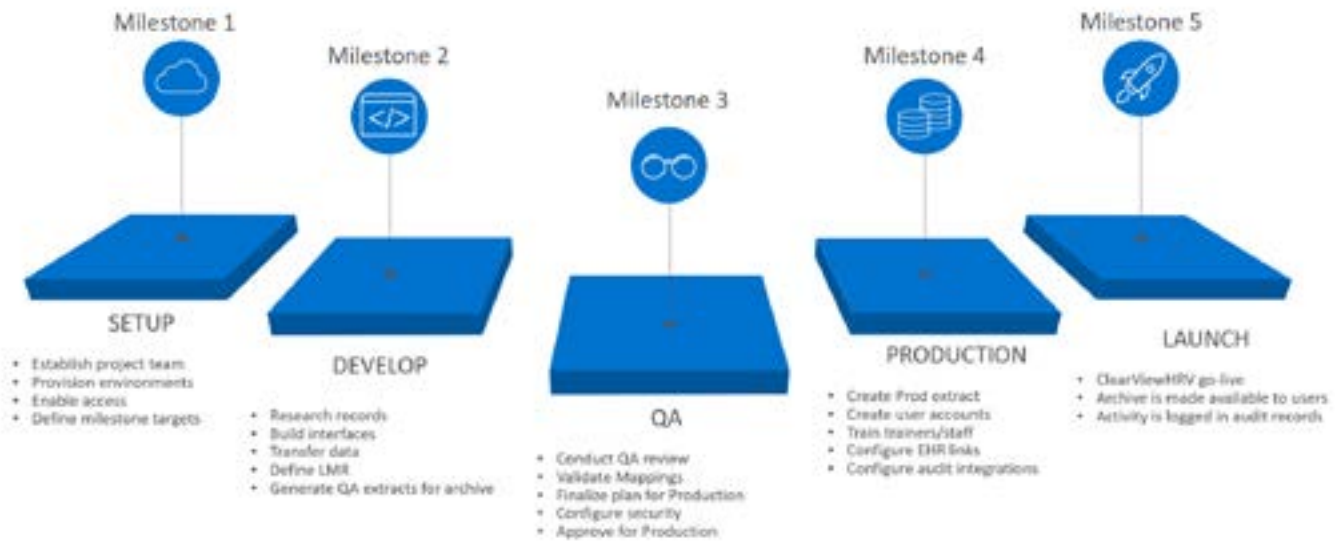 Milestone 1
SETUP
• Establish project team
• Provision environments
• Enable access
• Define milestone targets
Milestone 2
</>
DEVELOP
• Research records
• Build interfaces
• Transfer data
• Define LMR
• Generate QA extracts for archive
Milestone 3
QA
• Conduct QA review
• Validate Mappings
• Finalize plan for Production
• Configure security
• Approve for Production
Milestone 4
PRODUCTION
• Create Prod extract
• Create user accounts
• Train trainers/staff
• Configure EHR links
• Configure audit integrations
Milestone 5
LAUNCH
• ClearViewHRV go-live
• Archive is made available to users
• Activity is logged in audit records